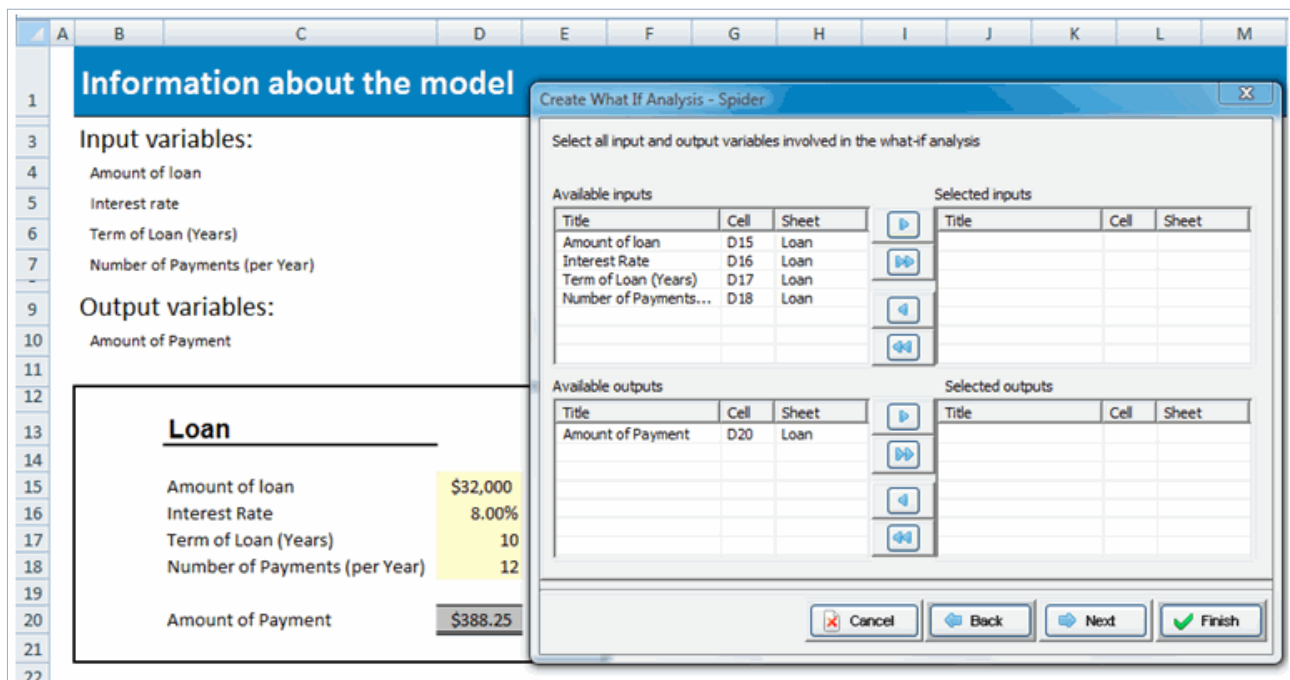 A B C D E F G H I J K L M
1 Information about the model
Create What If Analysis - Spider
3 Input variables:
Select all input and output variables involved in the what-if analysis
4 Amount of loan
5 Interest rate
6 Term of Loan (Years)
7 Number of Payments (per Year)
9 Output variables:
10 Amount of Payment
11
12
13 Loan
14
15 Amount of loan $32,000
16 Interest Rate 8.00%
17 Term of Loan (Years) 10
18 Number of Payments (per Year) 12
19
20 Amount of Payment $388.25
21
22
Available inputs
Title Cell Sheet
Amount of loan D15 Loan
Interest Rate D16 Loan
Term of Loan (Years) D17 Loan
Number of Payments... D18 Loan
Selected inputs
Title Cell Sheet
Available outputs
Title Cell Sheet
Amount of Payment D20 Loan
Selected outputs
Title Cell Sheet
Cancel Back Next Finish